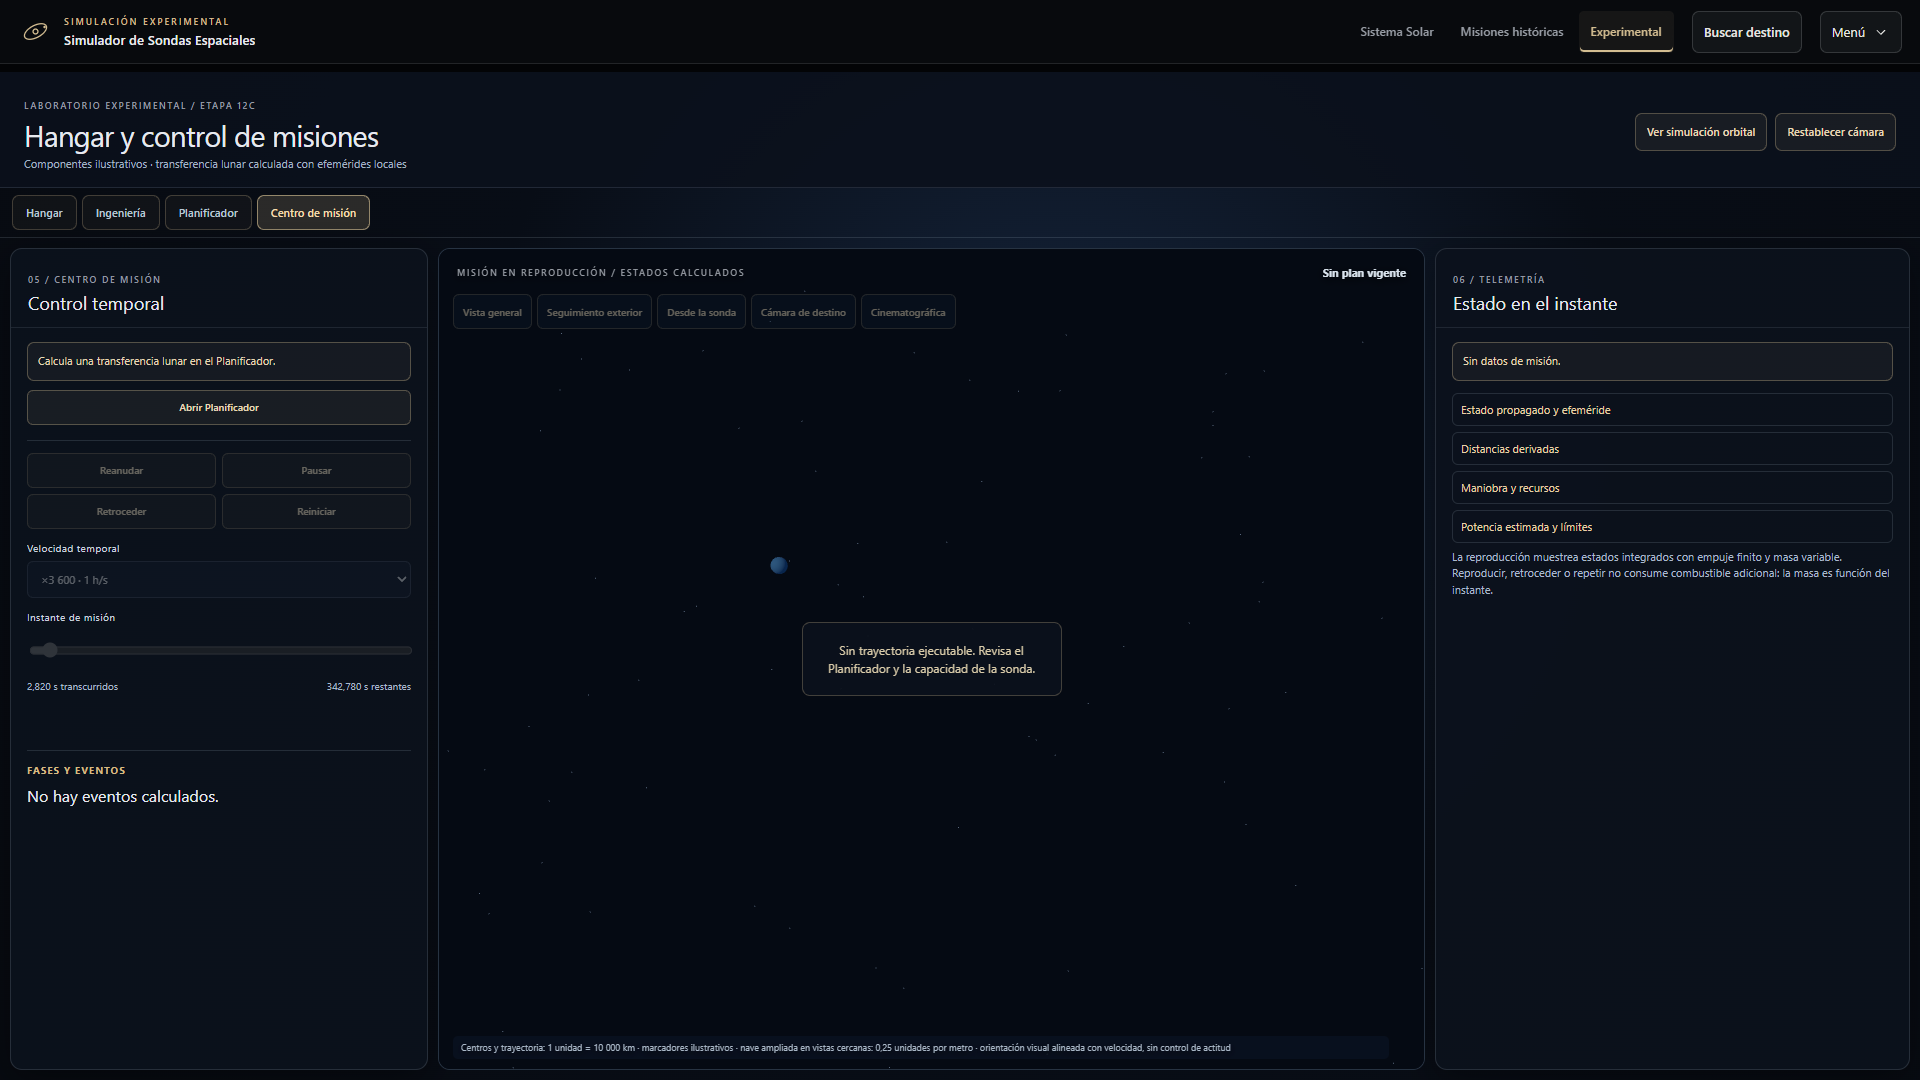 SIMULACIÓN EXPERIMENTAL
Simulador de Sondas Espaciales
Sistema Solar
Misiones históricas
Experimental
Buscar destino
Menú
LABORATORIO EXPERIMENTAL / ETAPA 12C
Hangar y control de misiones
Componentes ilustrativos · transferencia lunar calculada con efemérides locales
Ver simulación orbital
Restablecer cámara
Hangar
Ingeniería
Planificador
Centro de misión
05 / CENTRO DE MISIÓN
Control temporal
Calcula una transferencia lunar en el Planificador.
Abrir Planificador
Reanudar
Pausar
Retroceder
Reiniciar
Velocidad temporal
×3 600 · 1 h/s
Instante de misión
2,820 s transcurridos
342,780 s restantes
FASES Y EVENTOS
No hay eventos calculados.
MISIÓN EN REPRODUCCIÓN / ESTADOS CALCULADOS
Sin plan vigente
Vista general
Seguimiento exterior
Desde la sonda
Cámara de destino
Cinematográfica
Sin trayectoria ejecutable. Revisa el
Planificador y la capacidad de la sonda.
Centros y trayectoria: 1 unidad = 10 000 km · marcadores ilustrativos · nave ampliada en vistas cercanas: 0,25 unidades por metro · orientación visual alineada con velocidad, sin control de actitud
06 / TELEMETRÍA
Estado en el instante
Sin datos de misión.
Estado propagado y efeméride
Distancias derivadas
Maniobra y recursos
Potencia estimada y límites
La reproducción muestrea estados integrados con empuje finito y masa variable.
Reproducir, retroceder o repetir no consume combustible adicional: la masa es función del
instante.